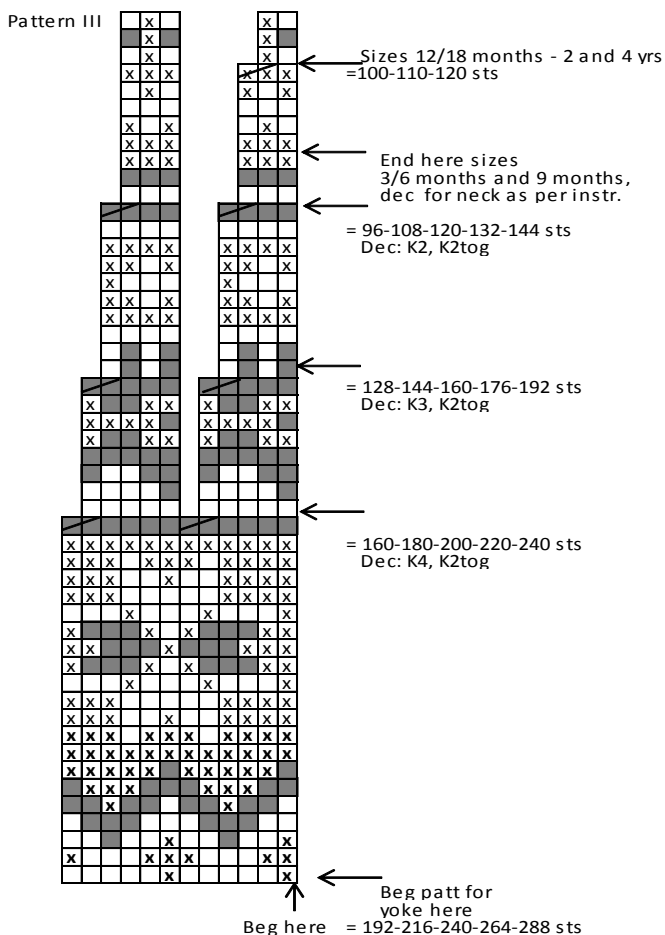 Pattern III
Sizes 12/18 months - 2 and 4 yrs
=100-110-120 sts
End here sizes
3/6 months and 9 months,
dec for neck as per instr.
= 96-108-120-132-144 sts
Dec: K2, K2tog
= 128-144-160-176-192 sts
Dec: K3, K2tog
= 160-180-200-220-240 sts
Dec: K4, K2tog
Beg patt for
yoke here
Beg here = 192-216-240-264-288 sts